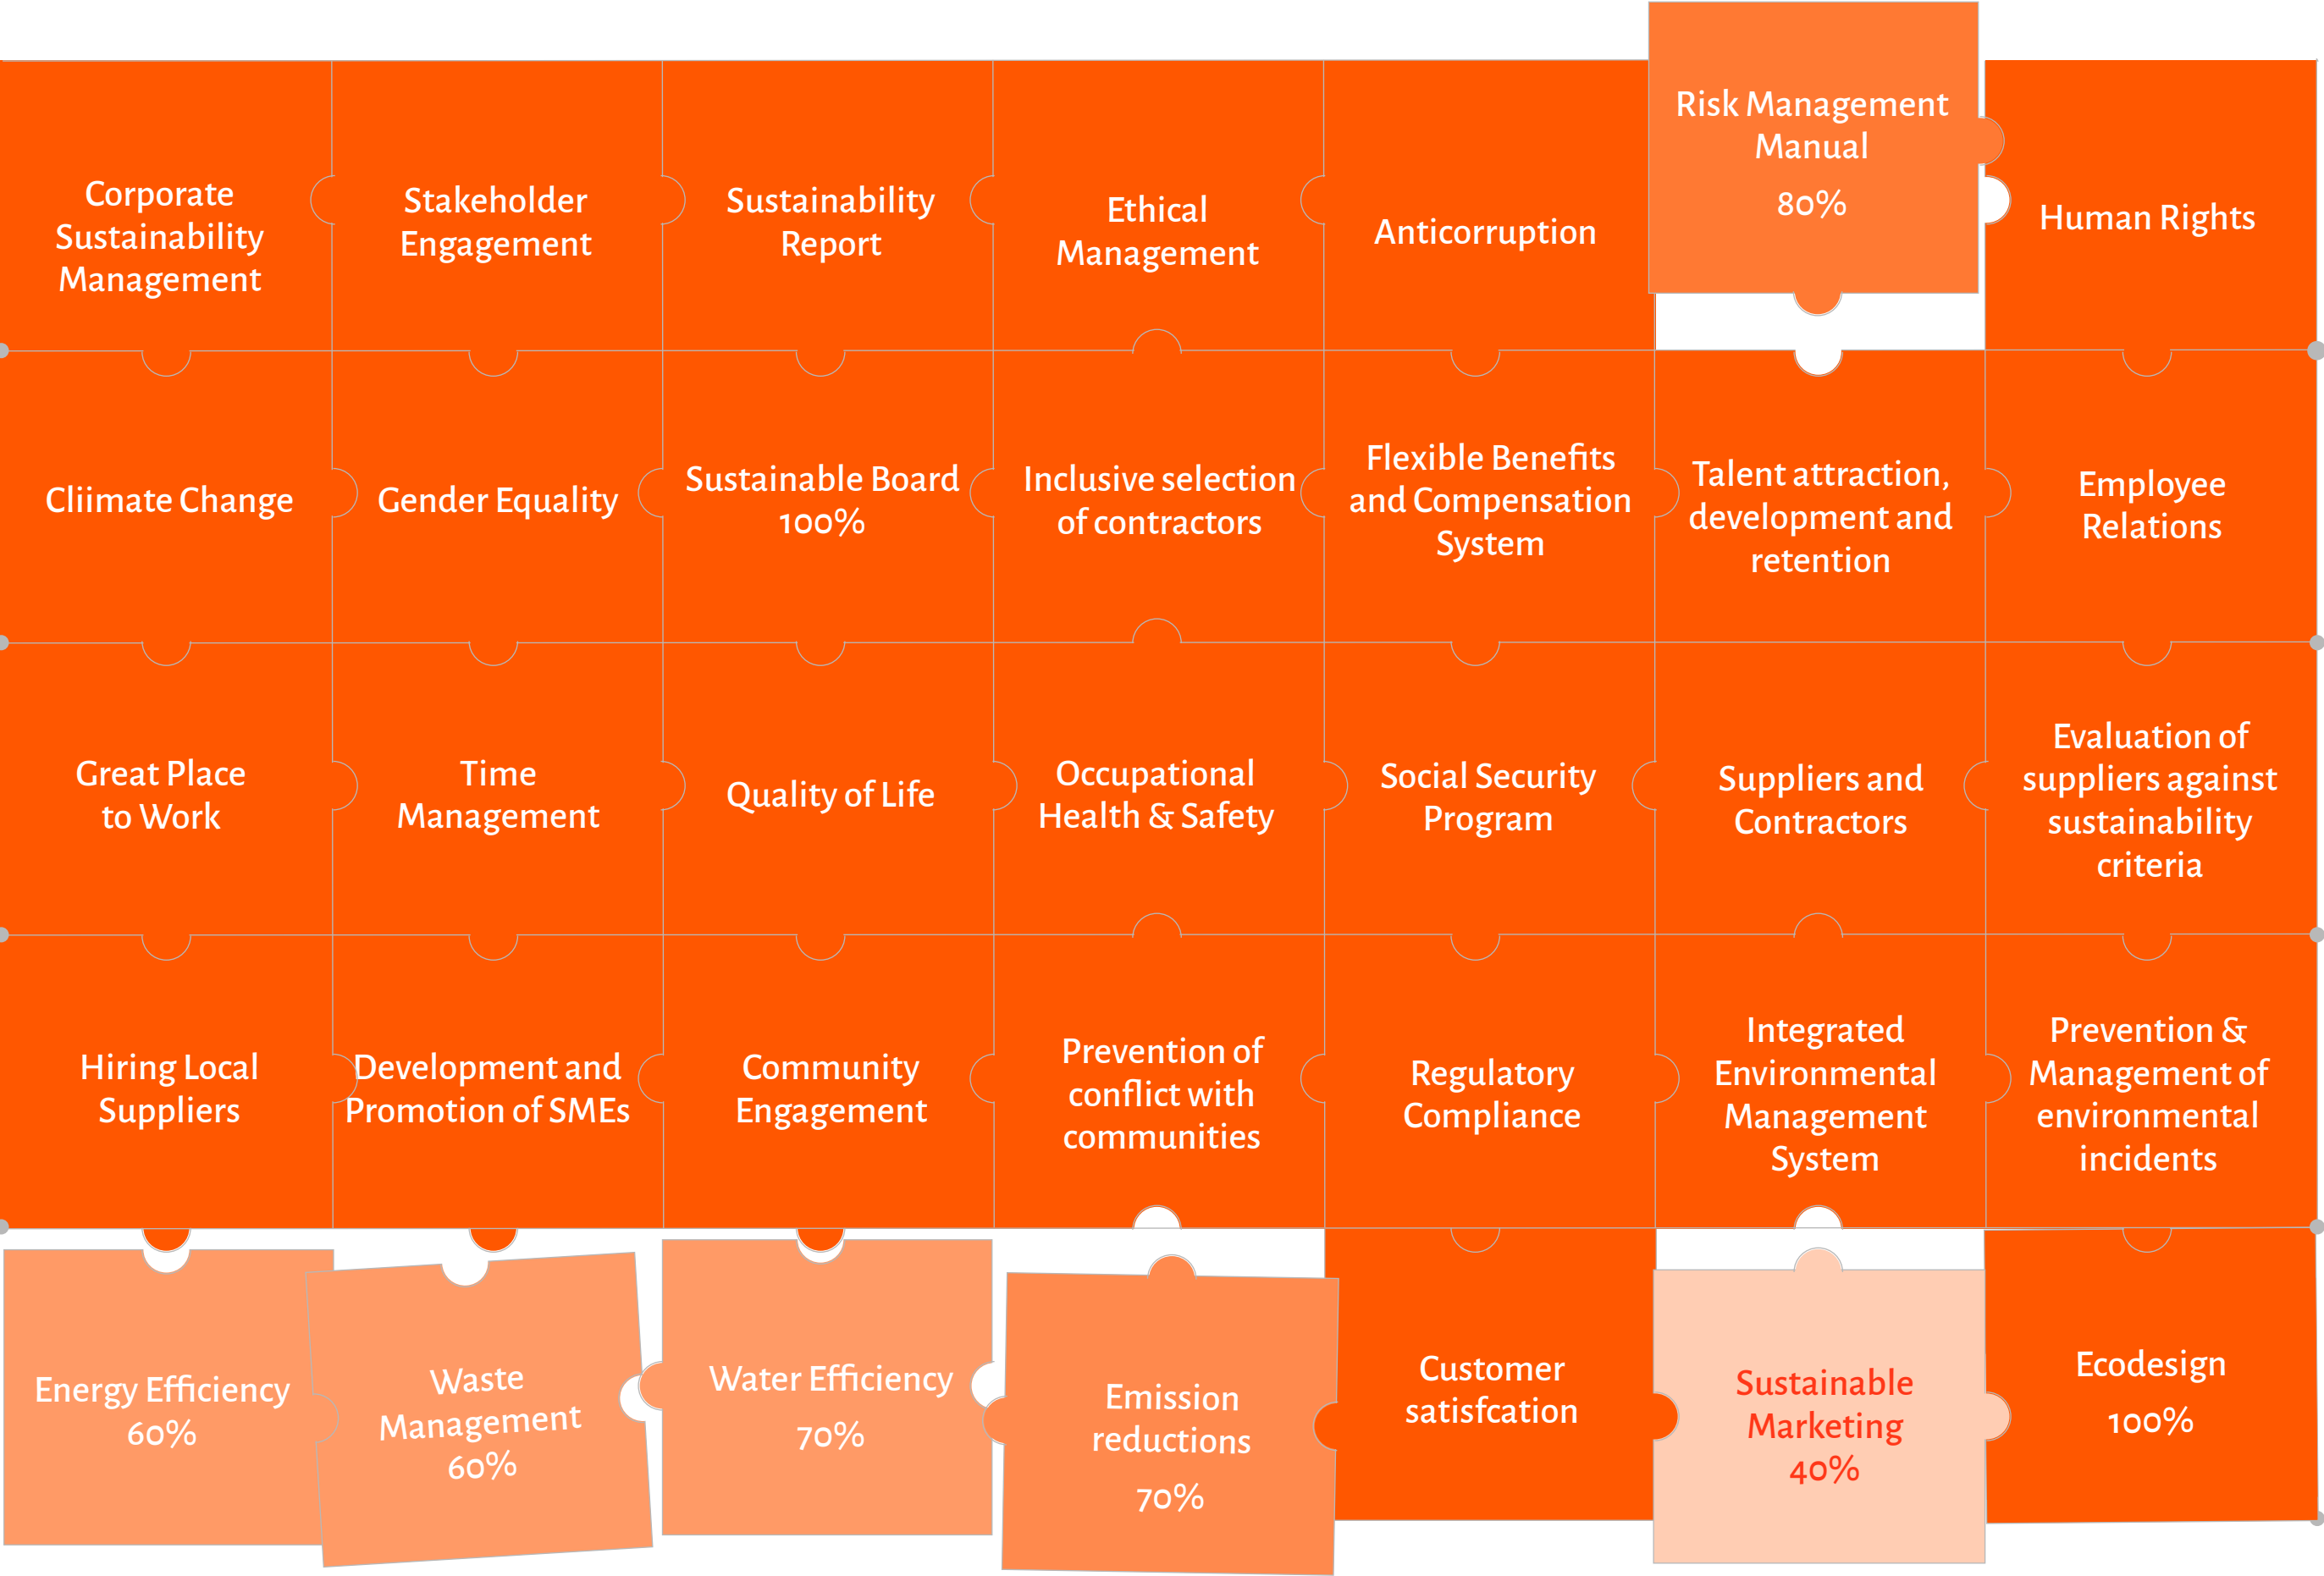 Corporate
Sustainability
Management
Stakeholder
Engagement
Sustainability
Report
Ethical
Management
Anticorruption
Risk Management
Manual
80%
Human Rights
Cliimate Change
Gender Equality
Sustainable Board
100%
Inclusive selection
of contractors
Flexible Benefits
and Compensation
System
Talent attraction,
development and
retention
Employee
Relations
Great Place
to Work
Time
Management
Quality of Life
Occupational
Health & Safety
Social Security
Program
Suppliers and
Contractors
Evaluation of
suppliers against
sustainability
criteria
Hiring Local
Suppliers
Development and
Promotion of SMEs
Community
Engagement
Prevention of
conflict with
communities
Regulatory
Compliance
Integrated
Environmental
Management
System
Prevention &
Management of
environmental
incidents
Energy Efficiency
60%
Waste
Management
60%
Water Efficiency
70%
Emission
reductions
70%
Customer
satisfcation
Sustainable
Marketing
40%
Ecodesign
100%